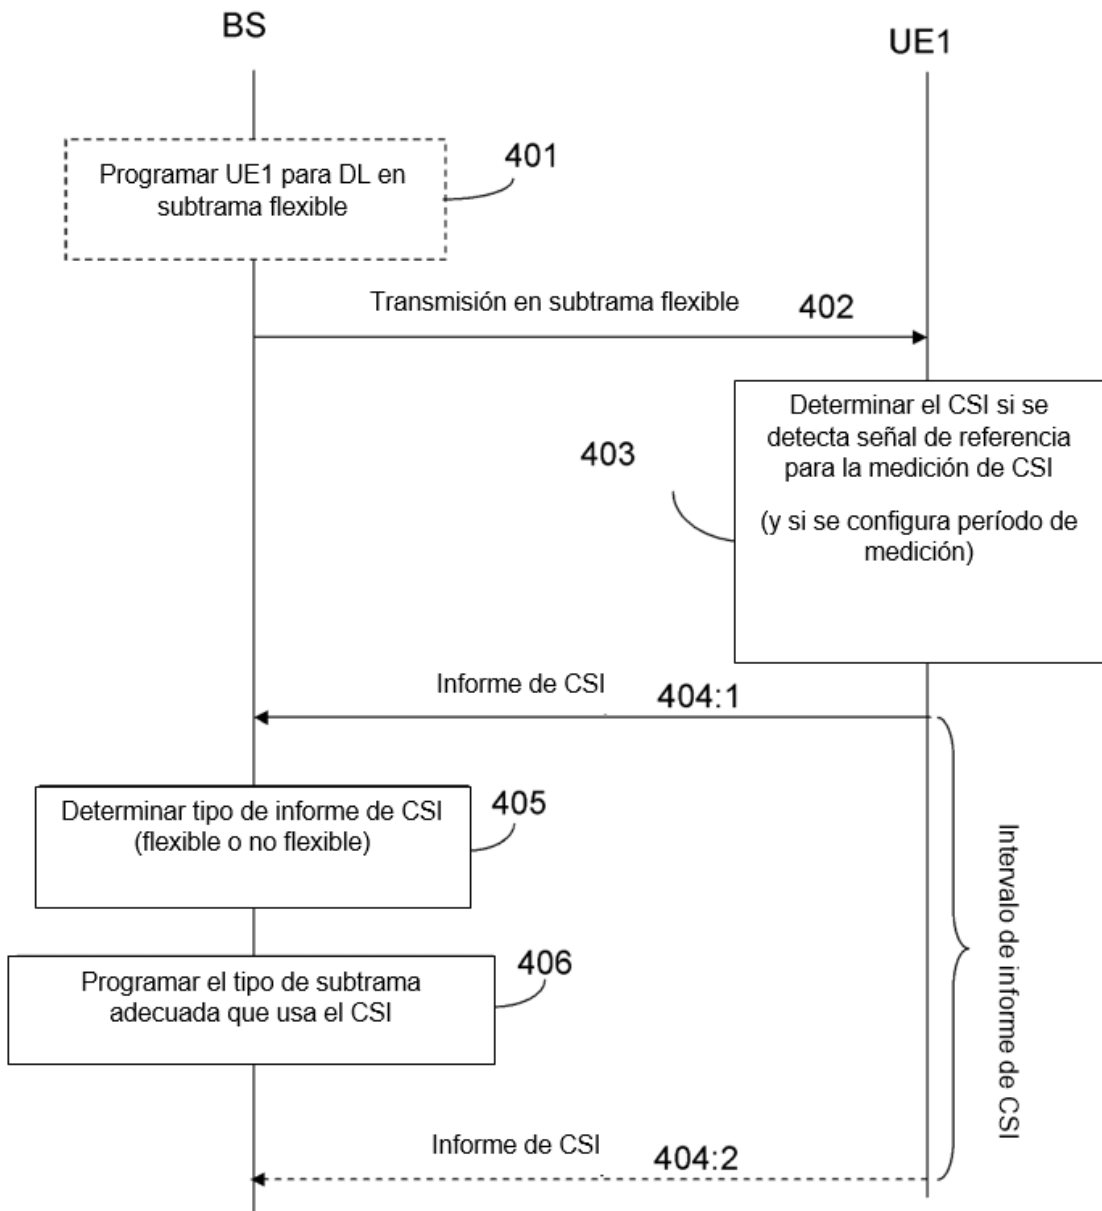 BS
UE1
Programar UE1 para DL en
subtrama flexible
401
Transmisión en subtrama flexible
402
Determinar el CSI si se
detecta señal de referencia
para la medición de CSI
(y si se configura período de
medición)
403
Informe de CSI
404:1
Determinar tipo de informe de CSI
(flexible o no flexible)
405
Programar el tipo de subtrama
adecuada que usa el CSI
406
Intervalo de informe de CSI
Informe de CSI
404:2